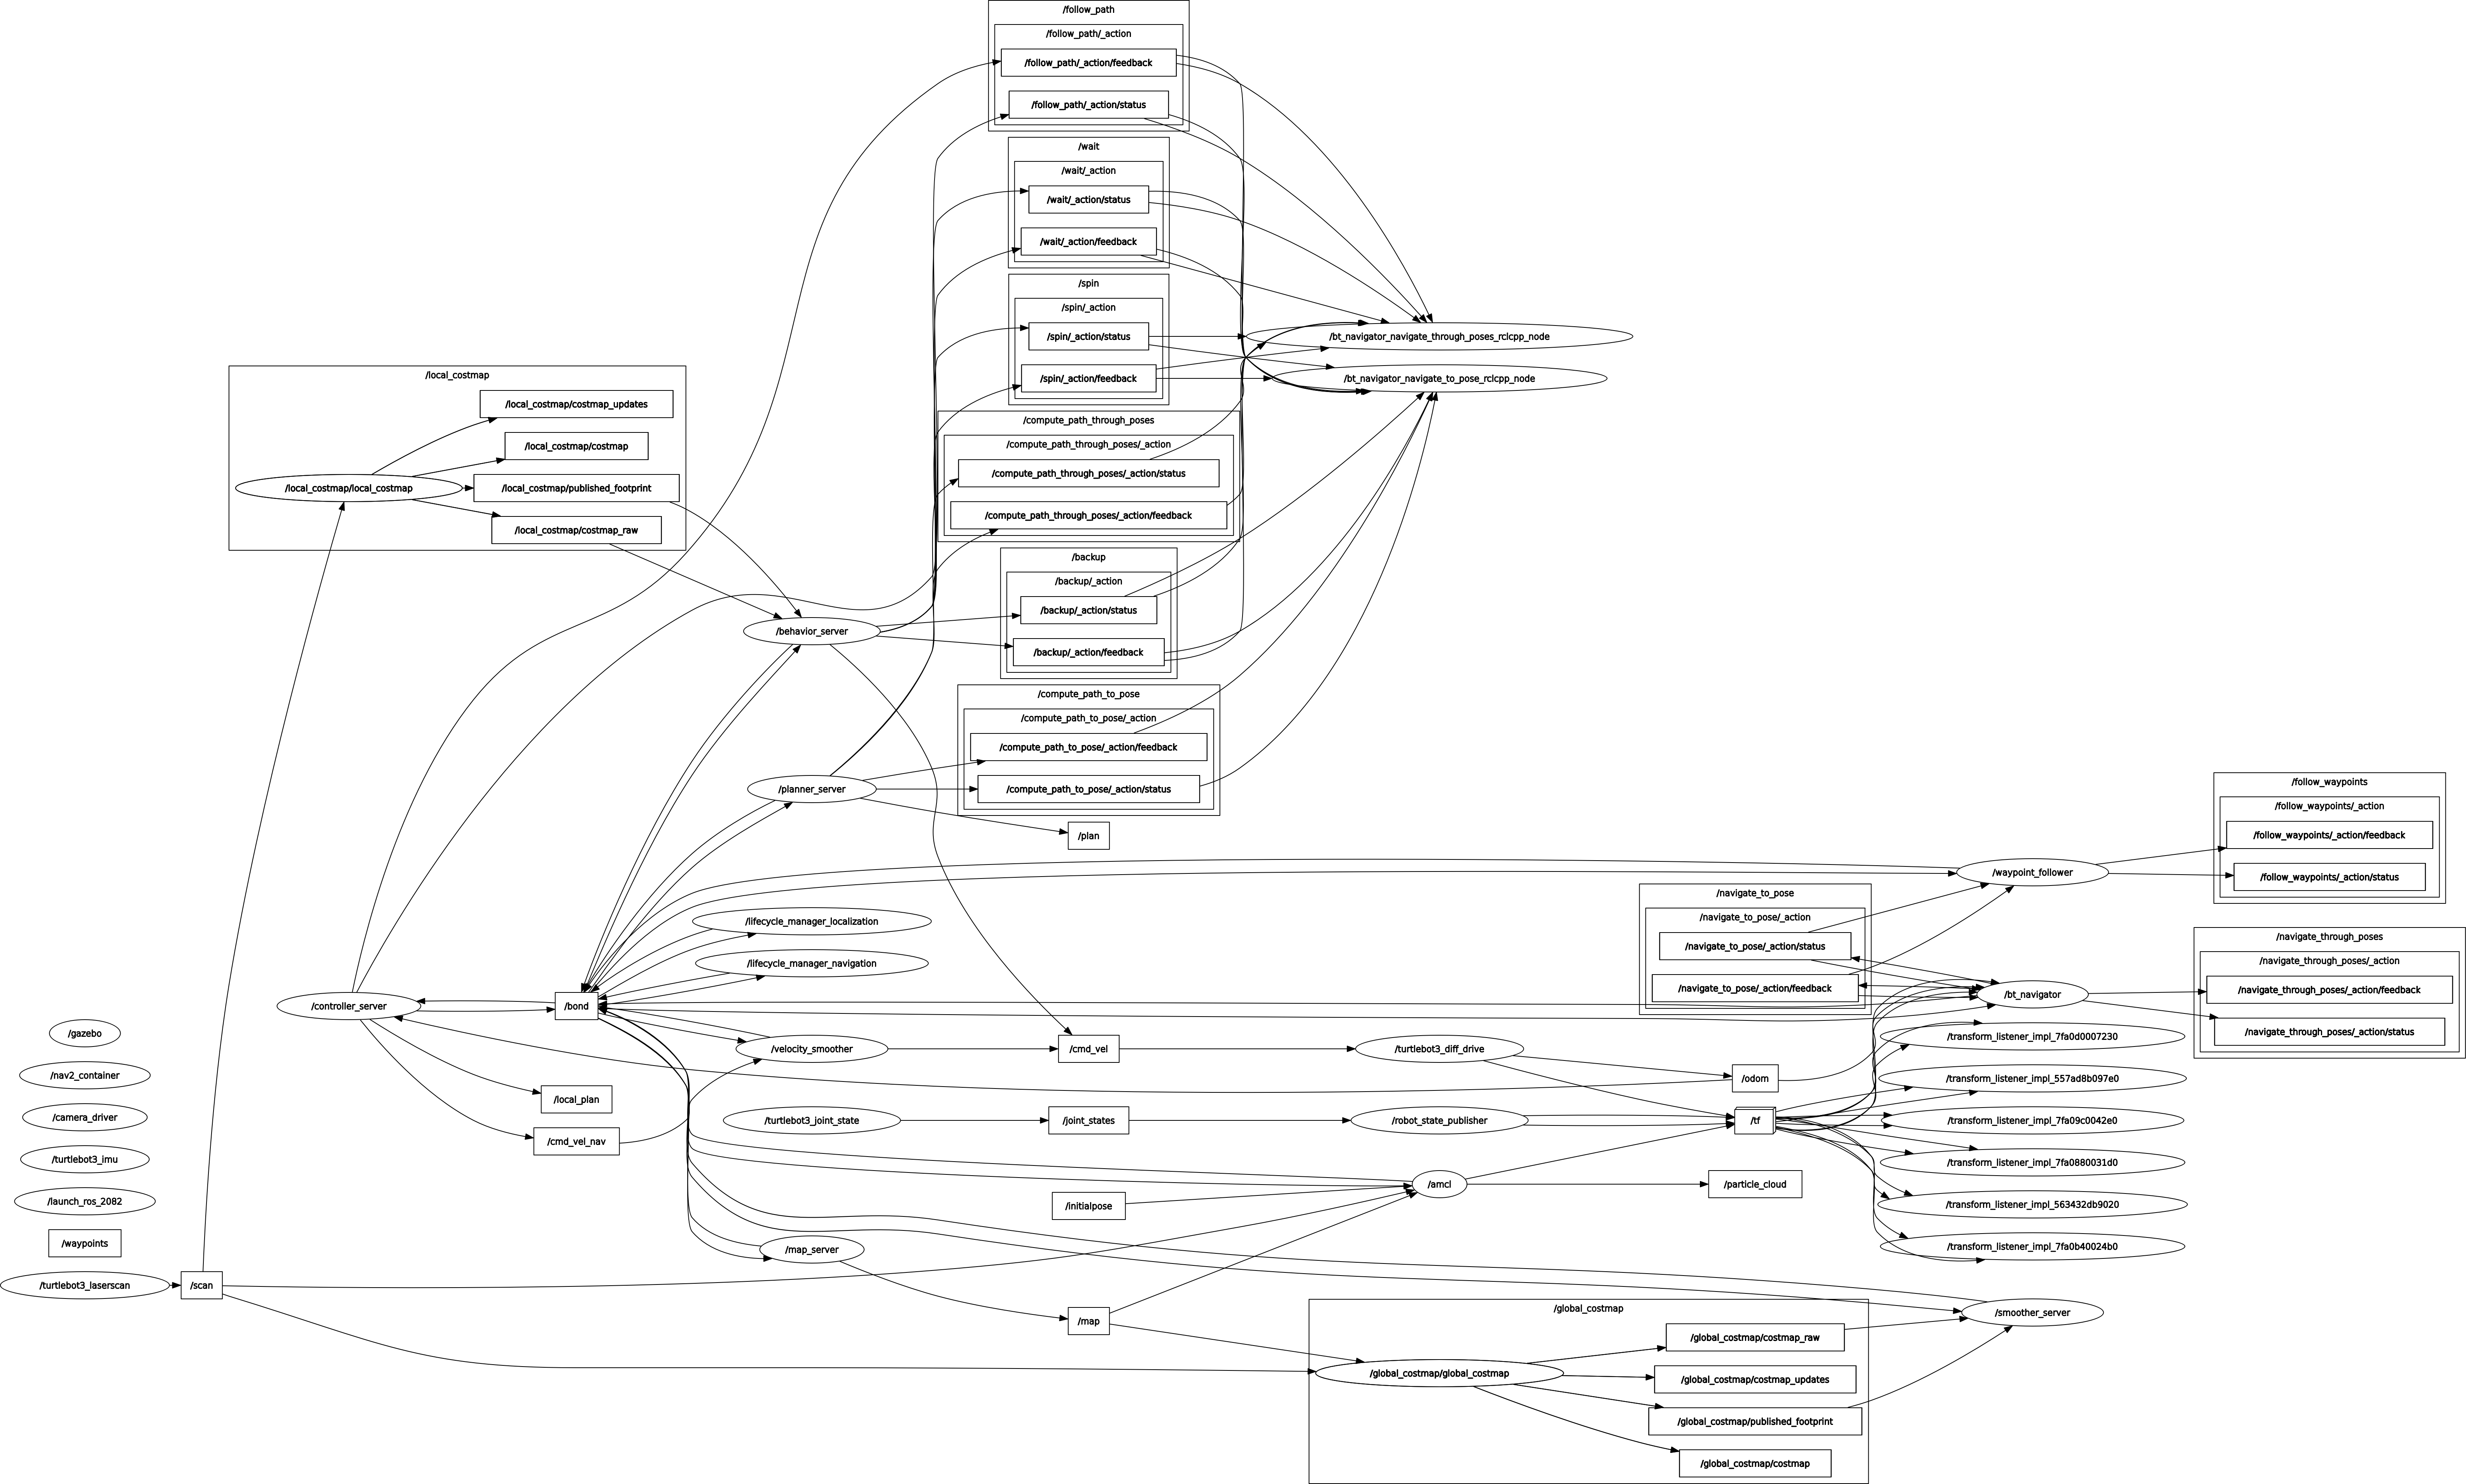 /follow_path
/follow_path/_action
/follow_path/_action/feedback
/follow_path/_action/status
/wait
/wait/_action
/wait/_action/status
/wait/_action/feedback
/spin
/spin/_action
/spin/_action/status
/spin/_action/feedback
/bt_navigator_navigate_through_poses_rclcpp_node
/bt_navigator_navigate_to_pose_rclcpp_node
/local_costmap
/local_costmap/costmap_updates
/local_costmap/costmap
/local_costmap/local_costmap
/local_costmap/published_footprint
/local_costmap/costmap_raw
/compute_path_through_poses
/compute_path_through_poses/_action
/compute_path_through_poses/_action/status
/compute_path_through_poses/_action/feedback
/backup
/backup/_action
/backup/_action/status
/backup/_action/feedback
/behavior_server
/compute_path_to_pose
/compute_path_to_pose/_action
/compute_path_to_pose/_action/feedback
/compute_path_to_pose/_action/status
/planner_server
/plan
/follow_waypoints
/follow_waypoints/_action
/follow_waypoints/_action/feedback
/follow_waypoints/_action/status
/waypoint_follower
/navigate_to_pose
/navigate_to_pose/_action
/navigate_to_pose/_action/status
/navigate_to_pose/_action/feedback
/navigate_through_poses
/navigate_through_poses/_action
/navigate_through_poses/_action/feedback
/navigate_through_poses/_action/status
/bt_navigator
/lifecycle_manager_localization
/lifecycle_manager_navigation
/controller_server
/bond
/gazebo
/nav2_container
/camera_driver
/turtlebot3_imu
/launch_ros_2082
/waypoints
/turtlebot3_laserscan
/scan
/velocity_smoother
/cmd_vel
/turtlebot3_diff_drive
/local_plan
/cmd_vel_nav
/odom
/turtlebot3_joint_state
/joint_states
/robot_state_publisher
/tf
/transform_listener_impl_7fa0d0007230
/transform_listener_impl_557ad8b097e0
/transform_listener_impl_7fa09c0042e0
/transform_listener_impl_7fa0880031d0
/transform_listener_impl_563432db9020
/transform_listener_impl_7fa0b40024b0
/initialpose
/amcl
/particle_cloud
/map_server
/map
/smoother_server
/global_costmap
/global_costmap/global_costmap
/global_costmap/costmap_raw
/global_costmap/costmap_updates
/global_costmap/published_footprint
/global_costmap/costmap